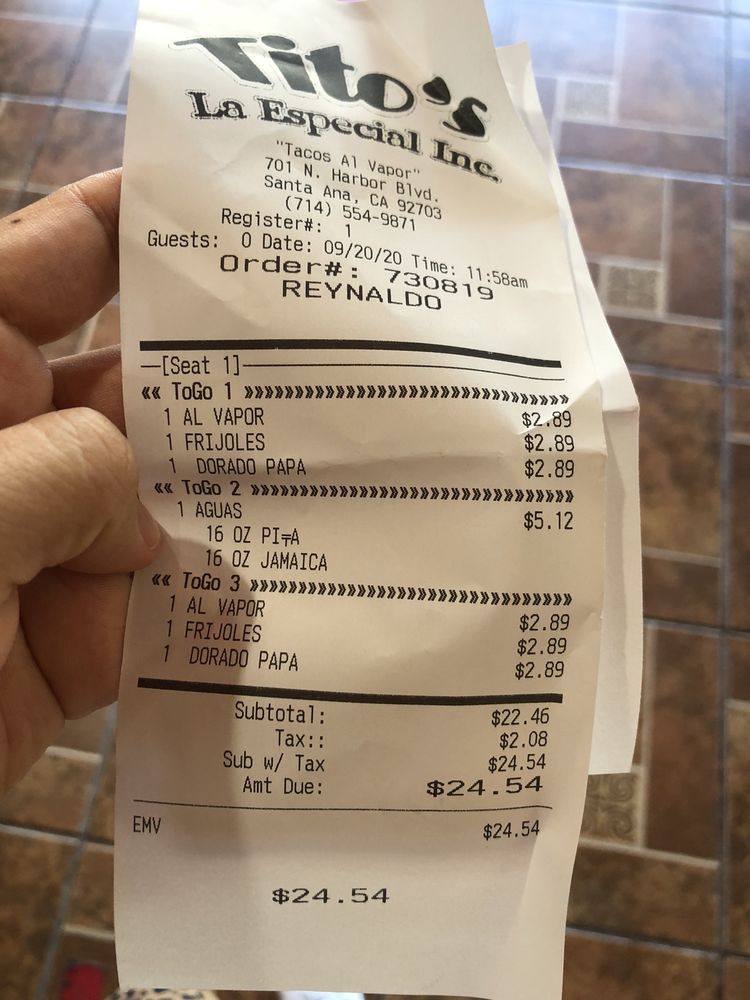 Tito's
La Especial Inc.
"Tacos Al Vapor"
701 N. Harbor Blvd.
Santa Ana, CA 92703
(714) 554-9871
Register#: 1
Guests: 0 Date: 09/20/20 Time: 11:58am
Order#: 730819
REYNALDO
—[Seat 1]—
«« ToGo 1 »»»»»»»»»»»»»»»»»»»»
1 AL VAPOR $2.89
1 FRIJOLES $2.89
1 DORADO PAPA $2.89
«« ToGo 2 »»»»»»»»»»»»»»»»»»»»
1 AGUAS $5.12
16 OZ PI╤A
16 OZ JAMAICA
«« ToGo 3 »»»»»»»»»»»»»»»»»»»»
1 AL VAPOR $2.89
1 FRIJOLES $2.89
1 DORADO PAPA $2.89
Subtotal: $22.46
Tax:: $2.08
Sub w/ Tax $24.54
Amt Due: $24.54
EMV $24.54
$24.54